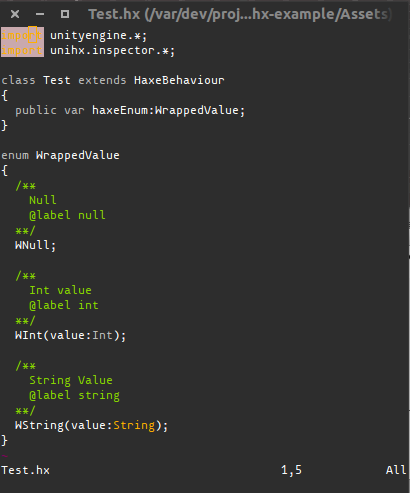 Test.hx (/var/dev/proj...hx-example/Assets)
import unityengine.*;
import unihx.inspector.*;
class Test extends HaxeBehaviour
{
public var haxeEnum:WrappedValue;
}
enum WrappedValue
{
/**
Null
@label null
**/
WNull;
/**
Int value
@label int
**/
WInt(value:Int);
/**
String Value
@label string
**/
WString(value:String);
}
Test.hx 1,5 All